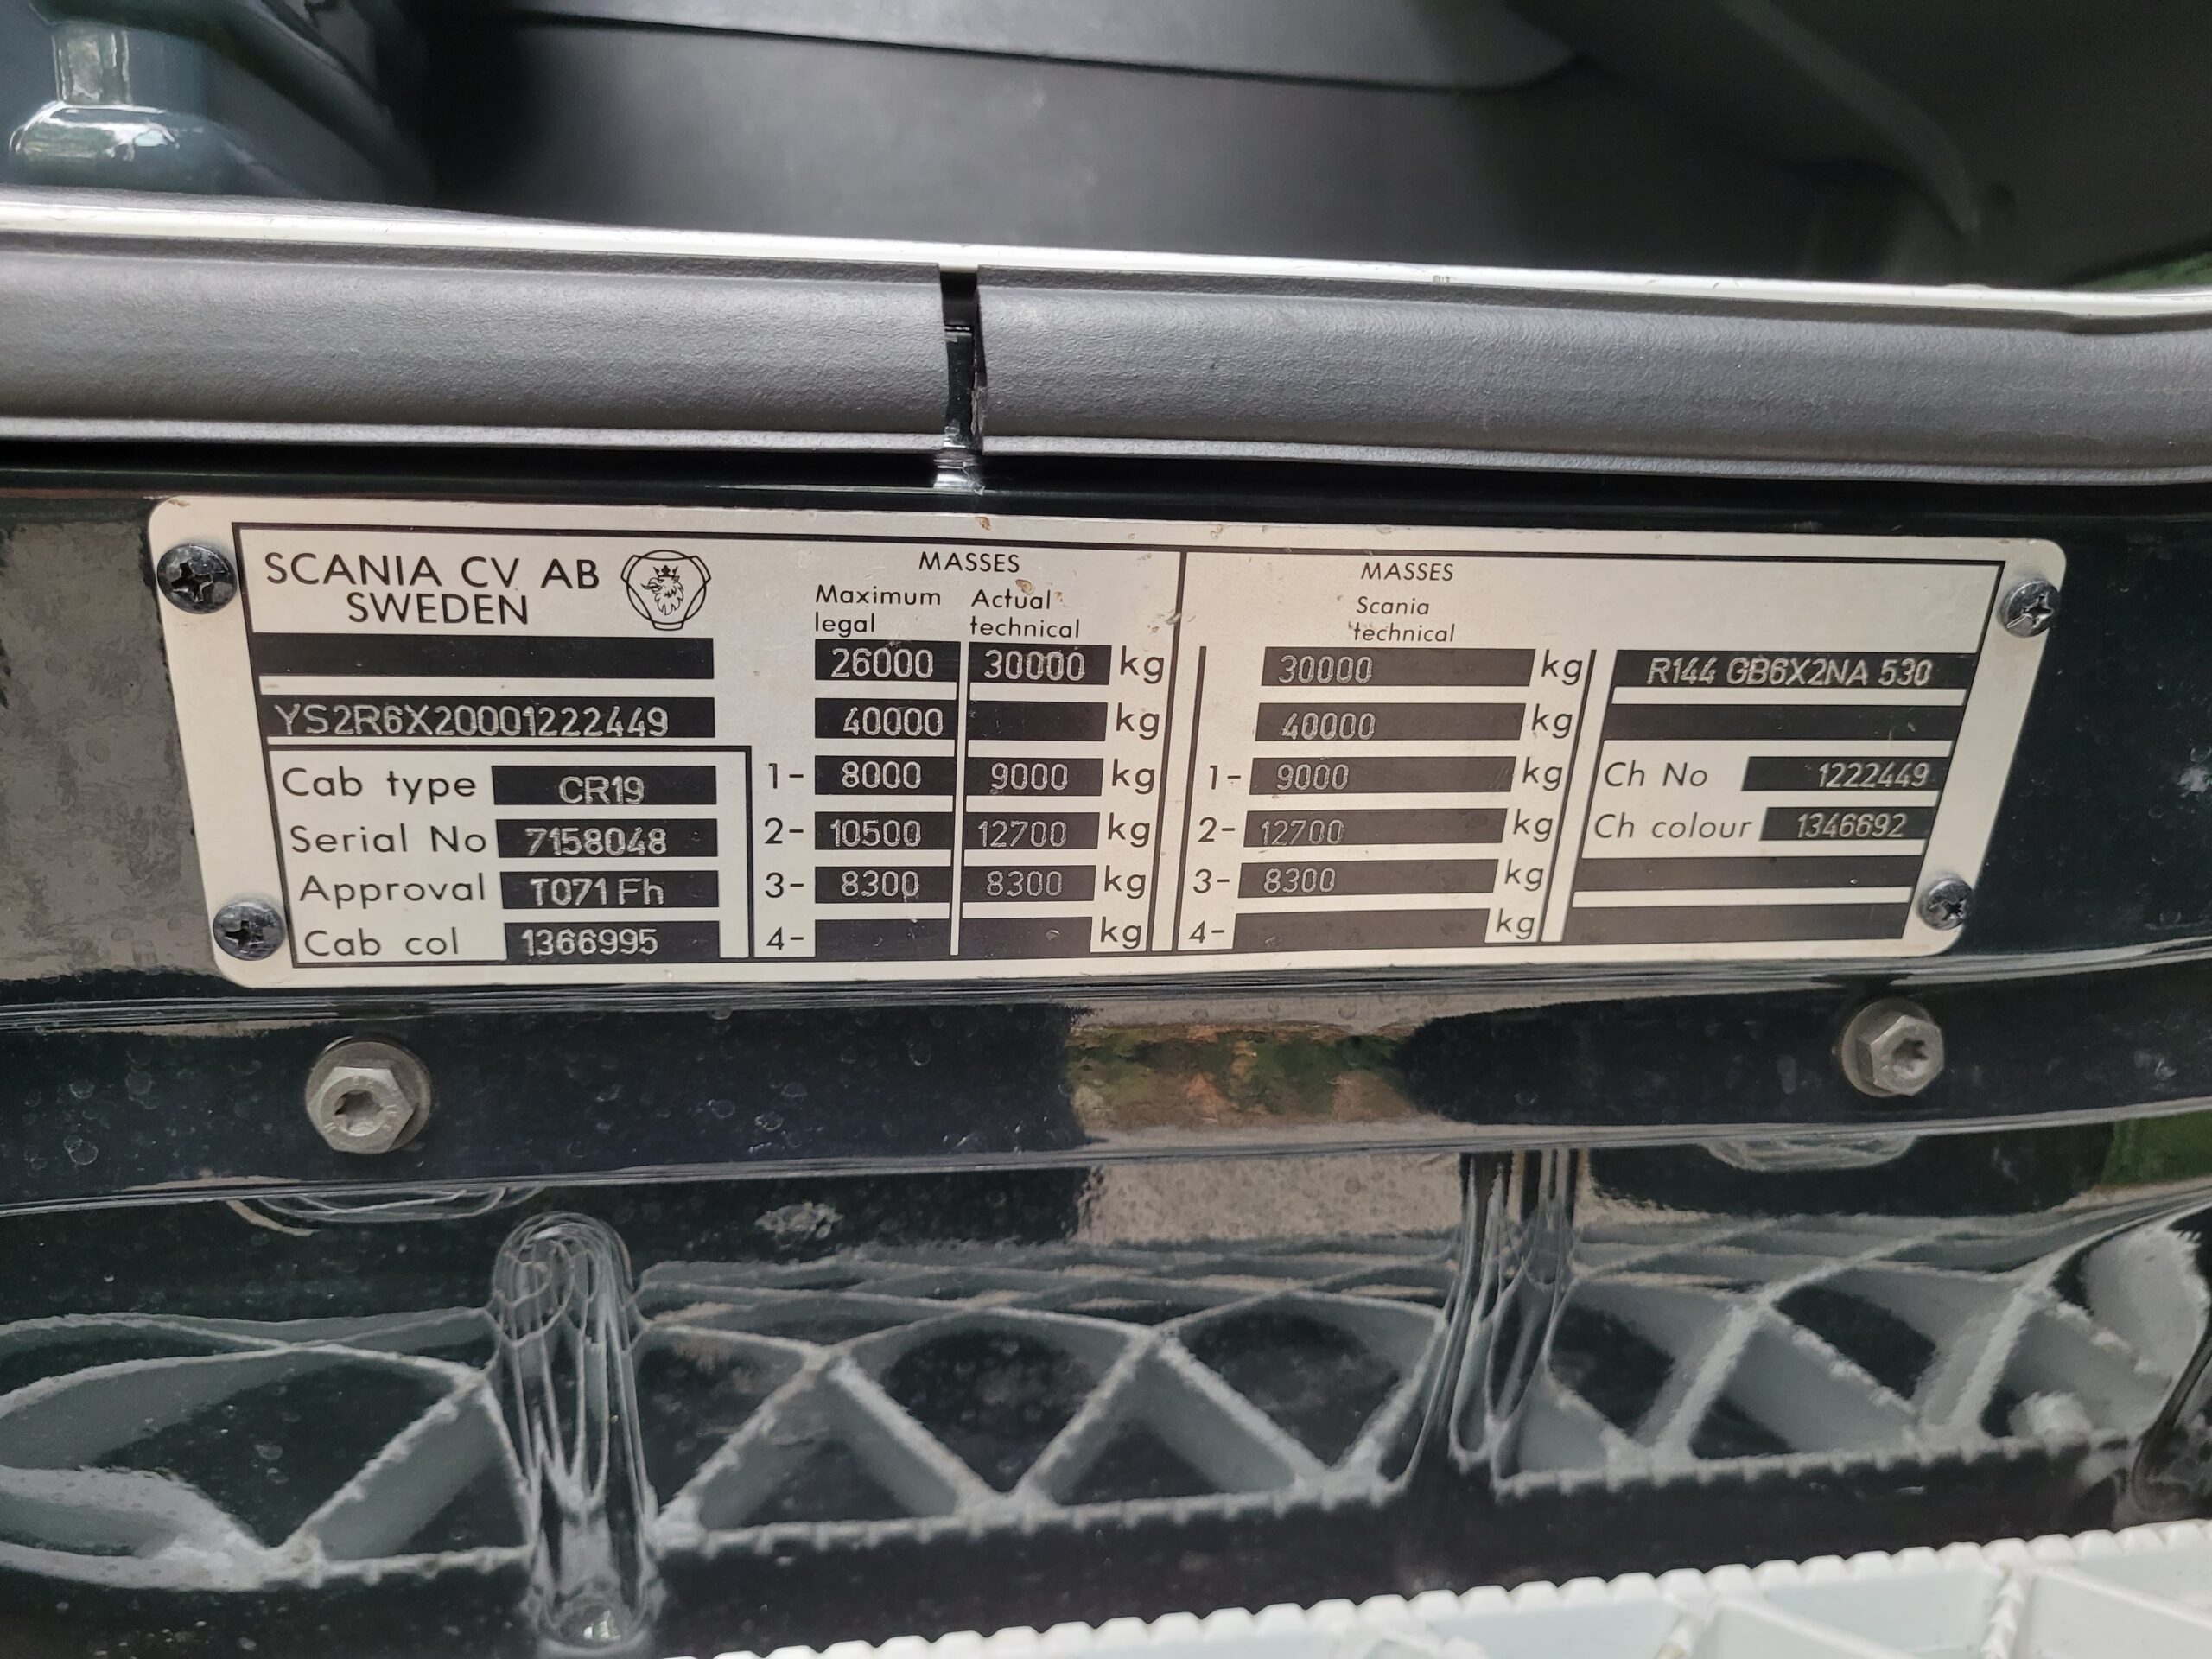 SCANIA CV AB
SWEDEN
YS2R6X20001222449
Cab type CR19
Serial No 7158048
Approval T071Fh
Cab col 1366995
MASSES
Maximum legal Actual technical
26000 30000 kg
40000 kg
1- 8000 9000 kg
2- 10500 12700 kg
3- 8300 8300 kg
4- kg
MASSES
Scania
technical
30000 kg
40000 kg
1- 9000 kg
2- 12700 kg
3- 8300 kg
4- kg
R144 GB6X2NA 530
Ch No 1222449
Ch colour 1346692